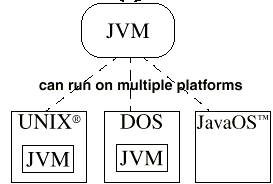 JVM
can run on multiple platforms
UNIX® DOS JavaOS™
JVM JVM